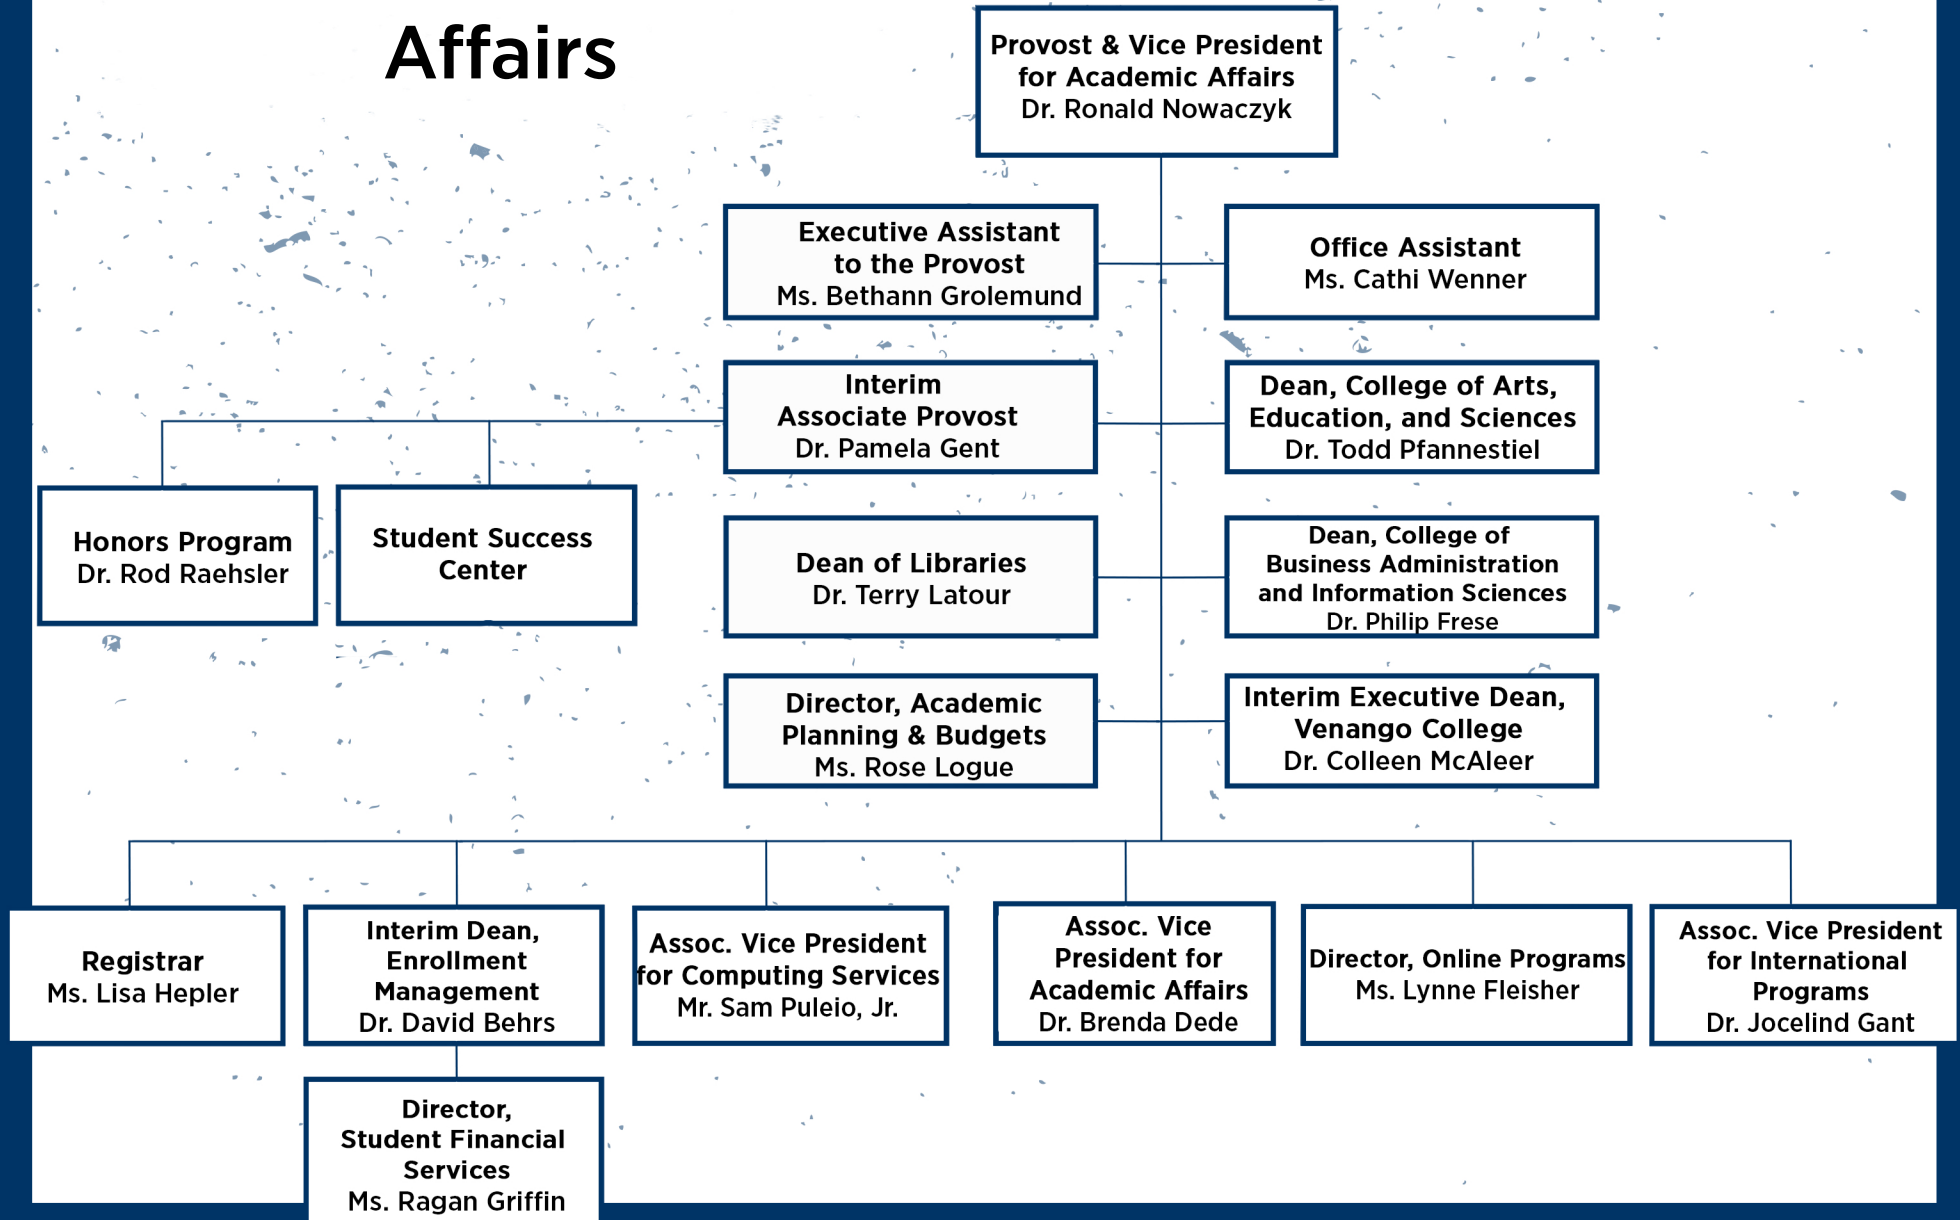 Affairs
Provost & Vice President
for Academic Affairs
Dr. Ronald Nowaczyk
Executive Assistant
to the Provost
Ms. Bethann Grolemund
Office Assistant
Ms. Cathi Wenner
Interim
Associate Provost
Dr. Pamela Gent
Dean, College of Arts,
Education, and Sciences
Dr. Todd Pfannestiel
Honors Program
Dr. Rod Raehsler
Student Success
Center
Dean of Libraries
Dr. Terry Latour
Dean, College of
Business Administration
and Information Sciences
Dr. Philip Frese
Director, Academic
Planning & Budgets
Ms. Rose Logue
Interim Executive Dean,
Venango College
Dr. Colleen McAleer
Registrar
Ms. Lisa Hepler
Interim Dean,
Enrollment
Management
Dr. David Behrs
Assoc. Vice President
for Computing Services
Mr. Sam Puleio, Jr.
Assoc. Vice
President for
Academic Affairs
Dr. Brenda Dede
Director, Online Programs
Ms. Lynne Fleisher
Assoc. Vice President
for International
Programs
Dr. Jocelind Gant
Director,
Student Financial
Services
Ms. Ragan Griffin